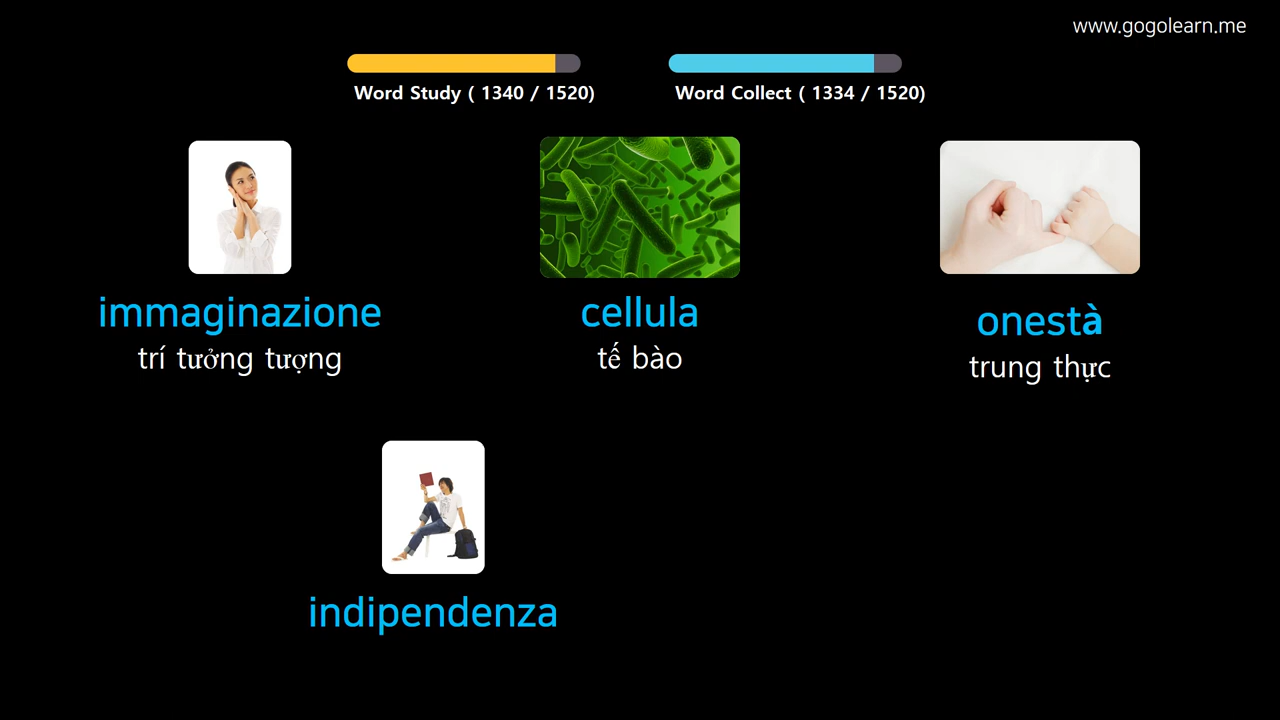 www.gogolearn.me
Word Study ( 1340 / 1520)
Word Collect ( 1334 / 1520)
immaginazione
trí tưởng tượng
cellula
tế bào
onestà
trung thực
indipendenza